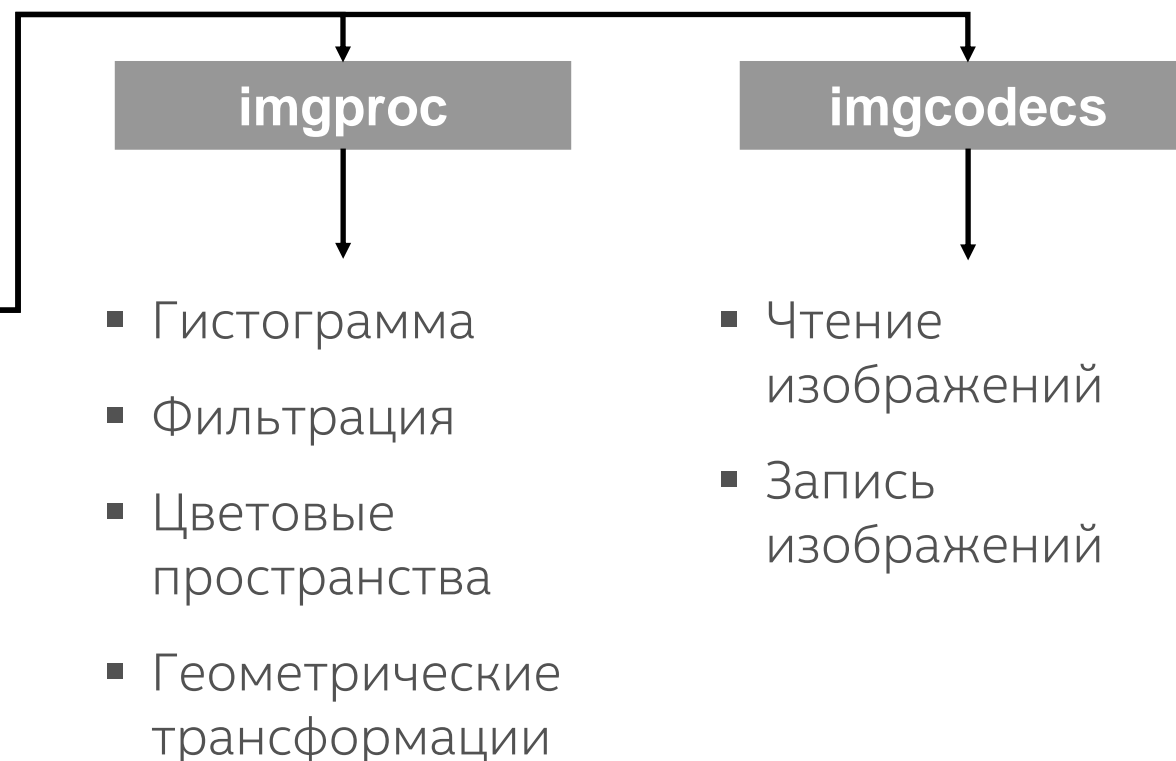 imgproc
▪ Гистограмма
▪ Фильтрация
▪ Цветовые
пространства
▪ Геометрические
трансформации
imgcodecs
▪ Чтение
изображений
▪ Запись
изображений